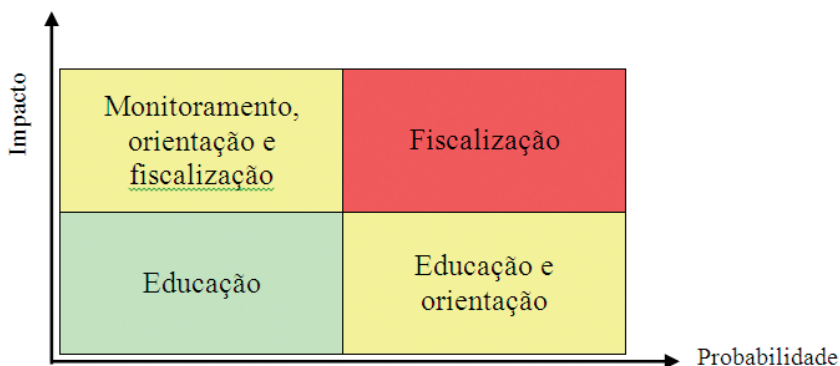 Impacto
Monitoramento,
orientação e
fiscalização
Fiscalização
Educação
Educação e
orientação
Probabilidade